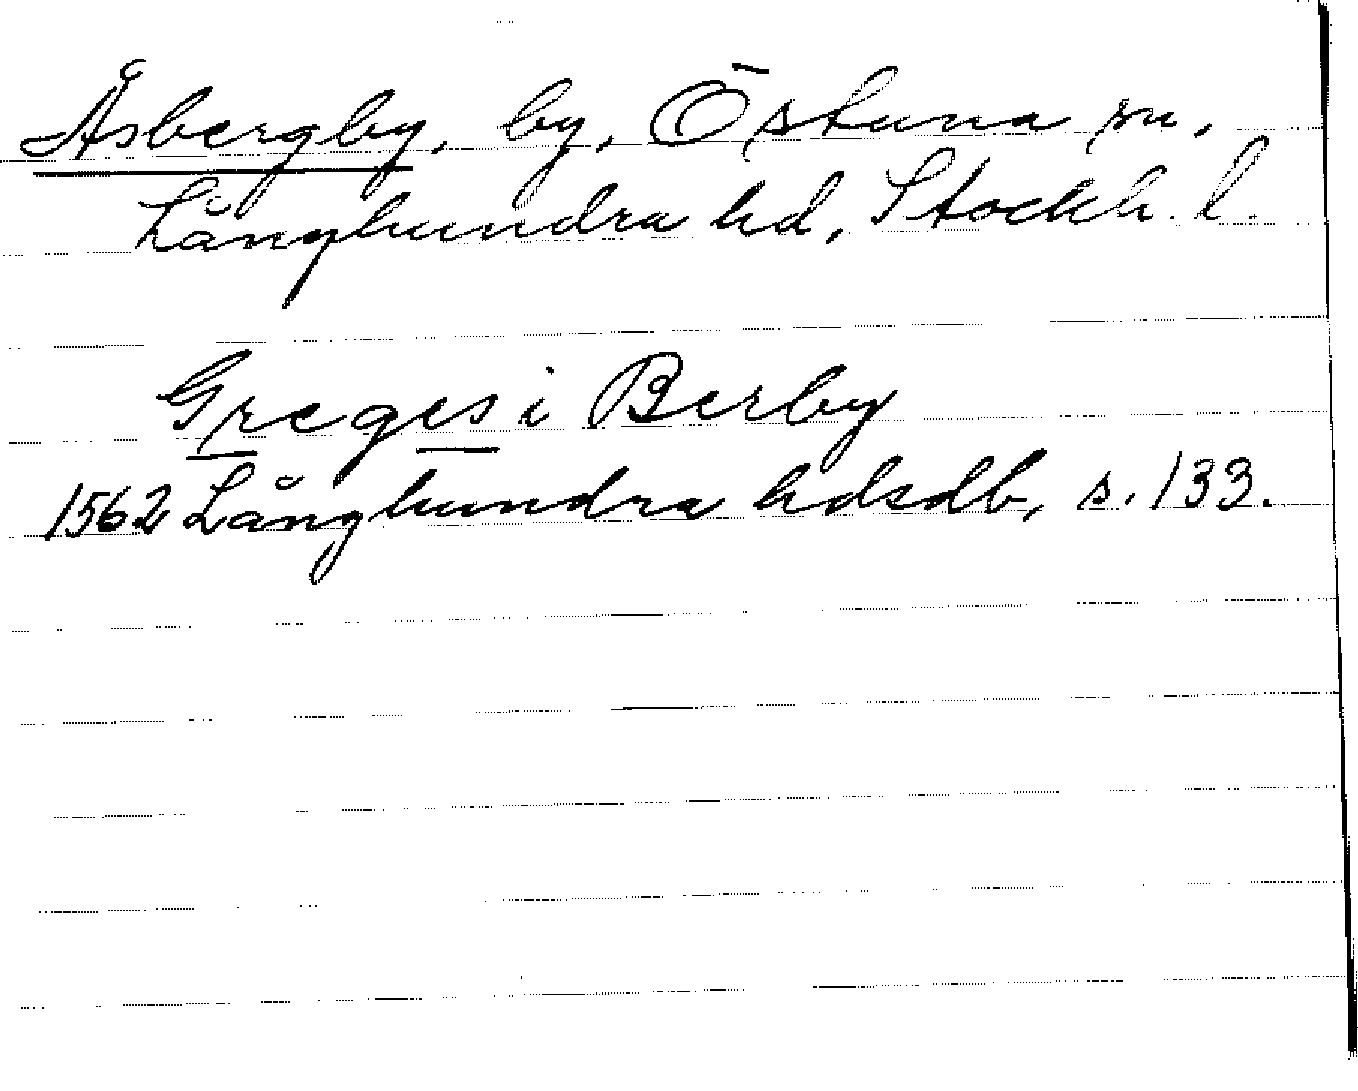 Åsbergby, by, Östuna sn,
Långhundra hd, Stockh. l.
Greges i Berby
1562 Långhundra hdsdb, s. 133.